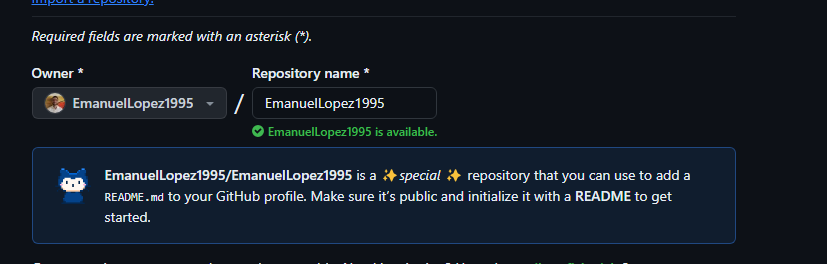 import a repository.
Required fields are marked with an asterisk (*).
Owner * Repository name *
EmanuelLopez1995 / EmanuelLopez1995
EmanuelLopez1995 is available.
EmanuelLopez1995/EmanuelLopez1995 is a ✨special ✨ repository that you can use to add a
README.md to your GitHub profile. Make sure it’s public and initialize it with a README to get
started.